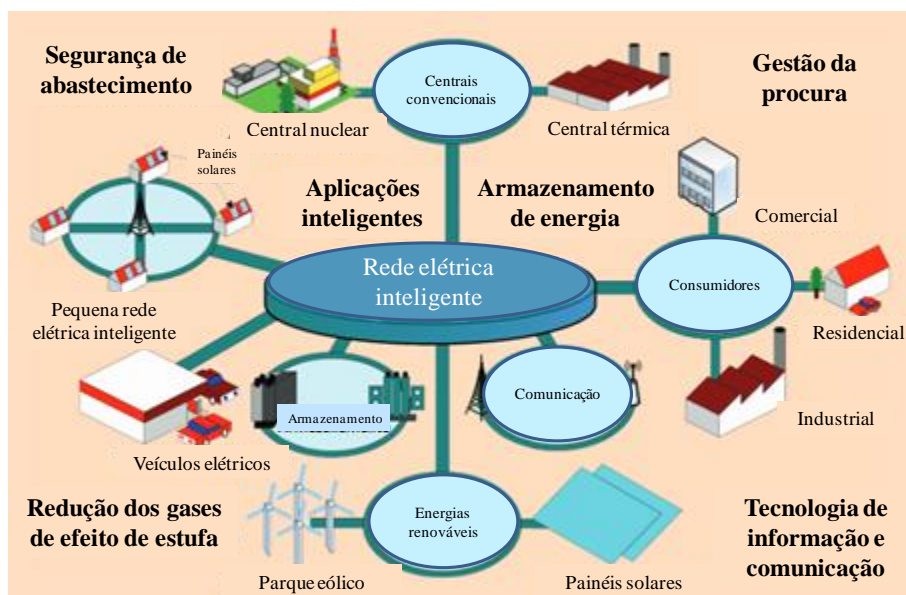 Segurança de
abastecimento
Centrais
convencionais
Gestão da
procura
Central nuclear
Central térmica
Painéis
solares
Aplicações
inteligentes
Armazenamento
de energia
Comercial
Rede elétrica
inteligente
Consumidores
Pequena rede
elétrica inteligente
Residencial
Comunicação
Armazenamento
Industrial
Veículos elétricos
Redução dos gases
de efeito de estufa
Energias
renováveis
Tecnologia de
informação e
comunicação
Parque eólico
Painéis solares